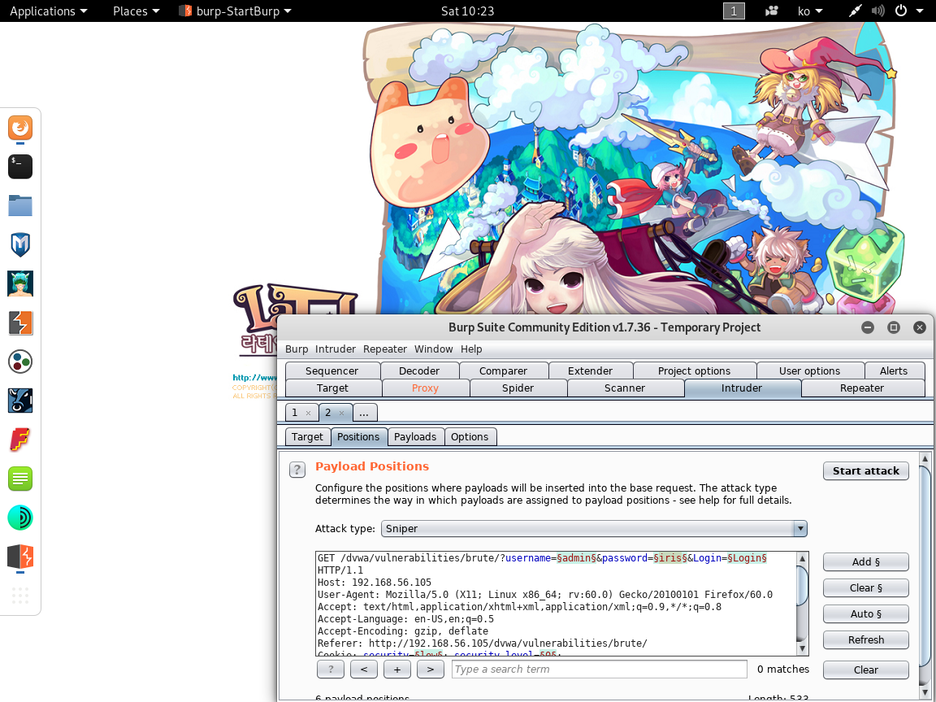 Applications Places burp-StartBurp Sat 10:23 1 ko
http://ww
COPYRIGHT
ALL RIGHTS
Burp Suite Community Edition v1.7.36 - Temporary Project
Burp Intruder Repeater Window Help
Sequencer Decoder Comparer Extender Project options User options Alerts
Target Proxy Spider Scanner Intruder Repeater
1 × 2 × ...
Target Positions Payloads Options
? Payload Positions Start attack
Configure the positions where payloads will be inserted into the base request. The attack type
determines the way in which payloads are assigned to payload positions - see help for full details.
Attack type: Sniper
GET /dvwa/vulnerabilities/brute/?username=§admin§&password=§iris§&Login=§Login§
HTTP/1.1
Host: 192.168.56.105
User-Agent: Mozilla/5.0 (X11; Linux x86_64; rv:60.0) Gecko/20100101 Firefox/60.0
Accept: text/html,application/xhtml+xml,application/xml;q=0.9,*/*;q=0.8
Accept-Language: en-US,en;q=0.5
Accept-Encoding: gzip, deflate
Referer: http://192.168.56.105/dvwa/vulnerabilities/brute/
Cookie: security=§low§; security_level=§0§;
Add §
Clear §
Auto §
Refresh
? < + > Type a search term 0 matches Clear
6 payload positions Length: 533